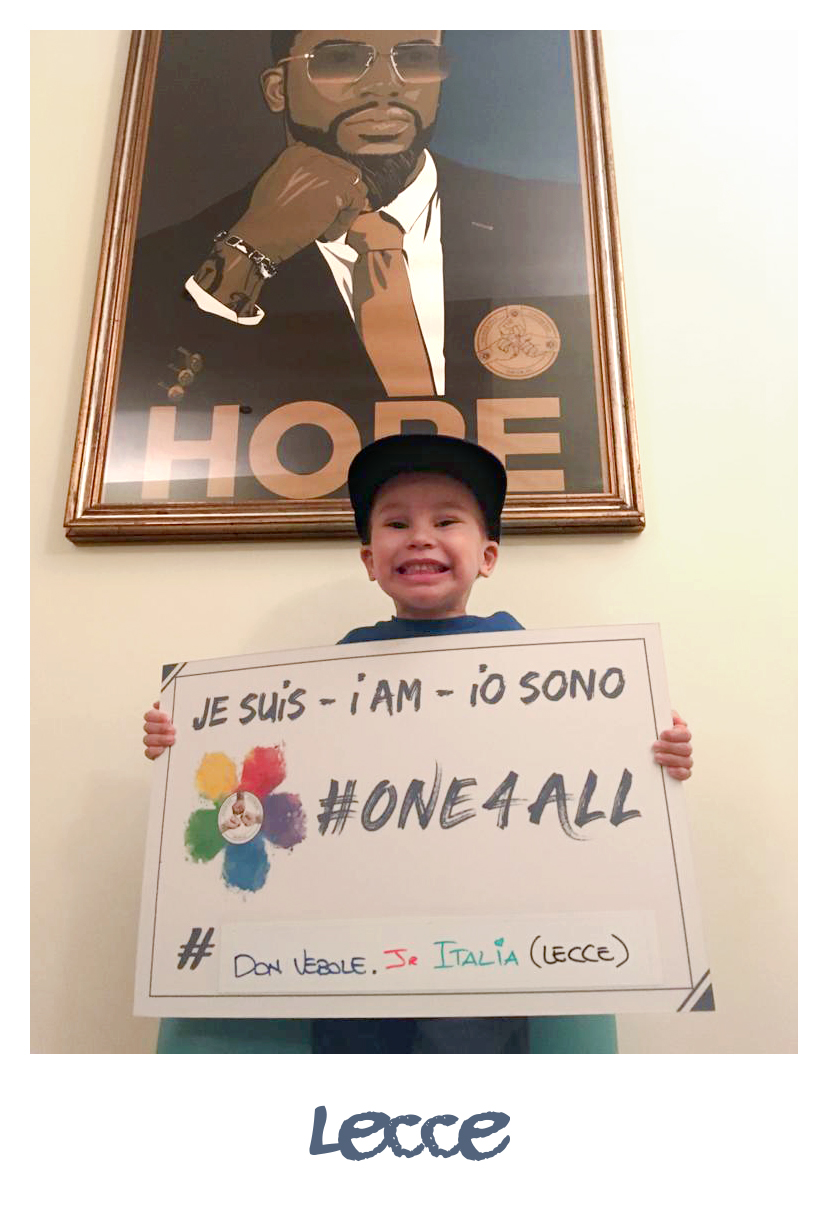 HOPE
JE SUiS - i AM - iO SONO
#ONE4ALL
# DON VEBOLE. Jr ITALiA (LECCE)
Lecce